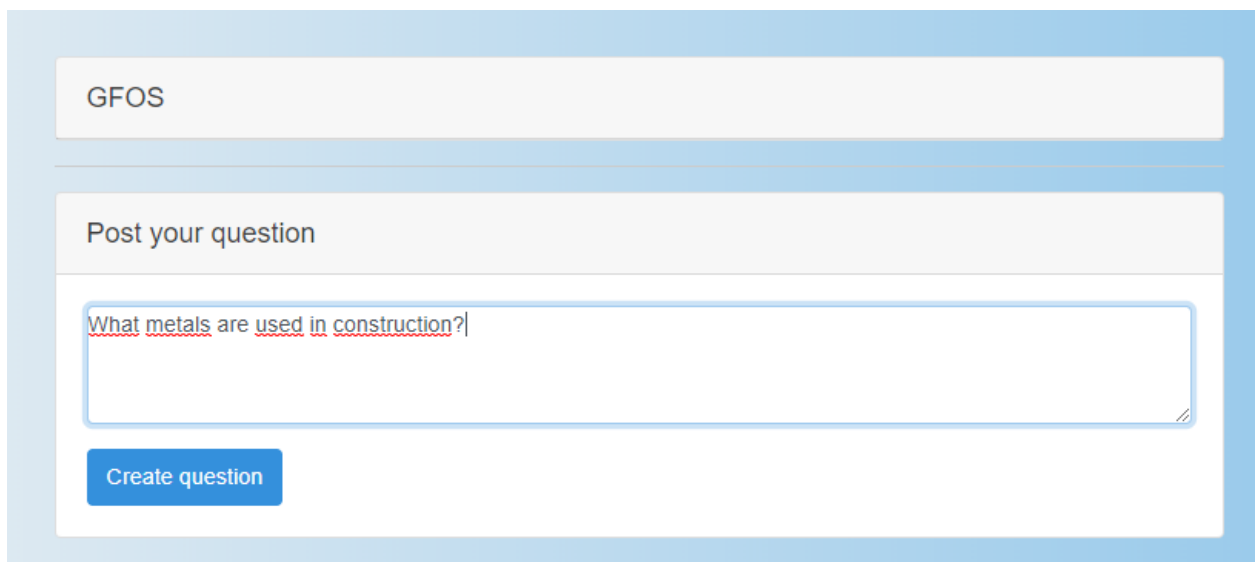 GFOS
Post your question
What metals are used in construction?
Create question